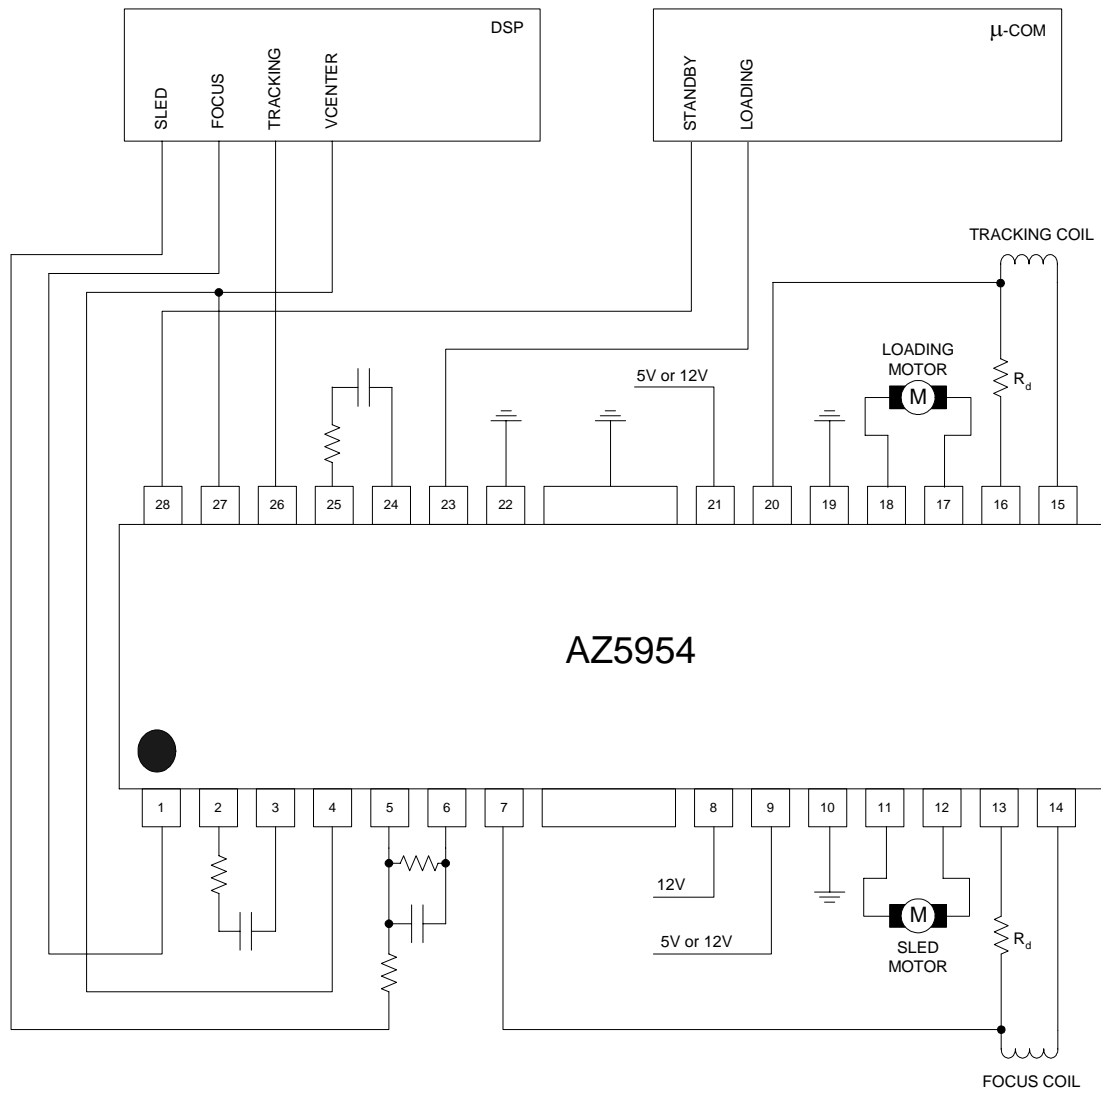 DSP
μ-COM
SLED
FOCUS
TRACKING
VCENTER
STANDBY
LOADING
TRACKING COIL
LOADING
MOTOR
5V or 12V
M
Rd
28
27
26
25
24
23
22
21
20
19
18
17
16
15
AZ5954
1
2
3
4
5
6
7
8
9
10
11
12
13
14
12V
5V or 12V
M
SLED
MOTOR
Rd
FOCUS COIL